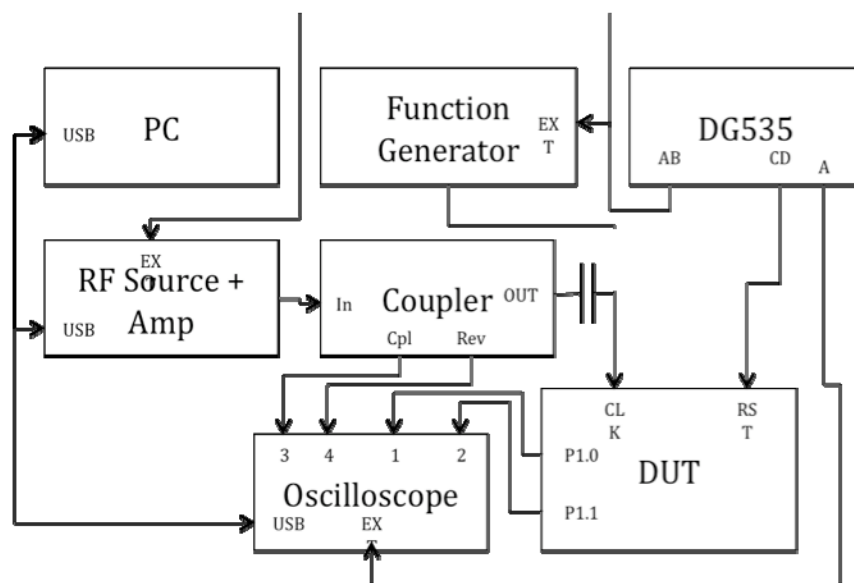 PC
USB
Function
Generator
EX
T
DG535
AB
CD
A
EX
T
RF Source +
Amp
USB
In
Coupler
OUT
Cpl
Rev
3
4
1
2
Oscilloscope
USB
EX
T
CL
K
RS
T
P1.0
DUT
P1.1